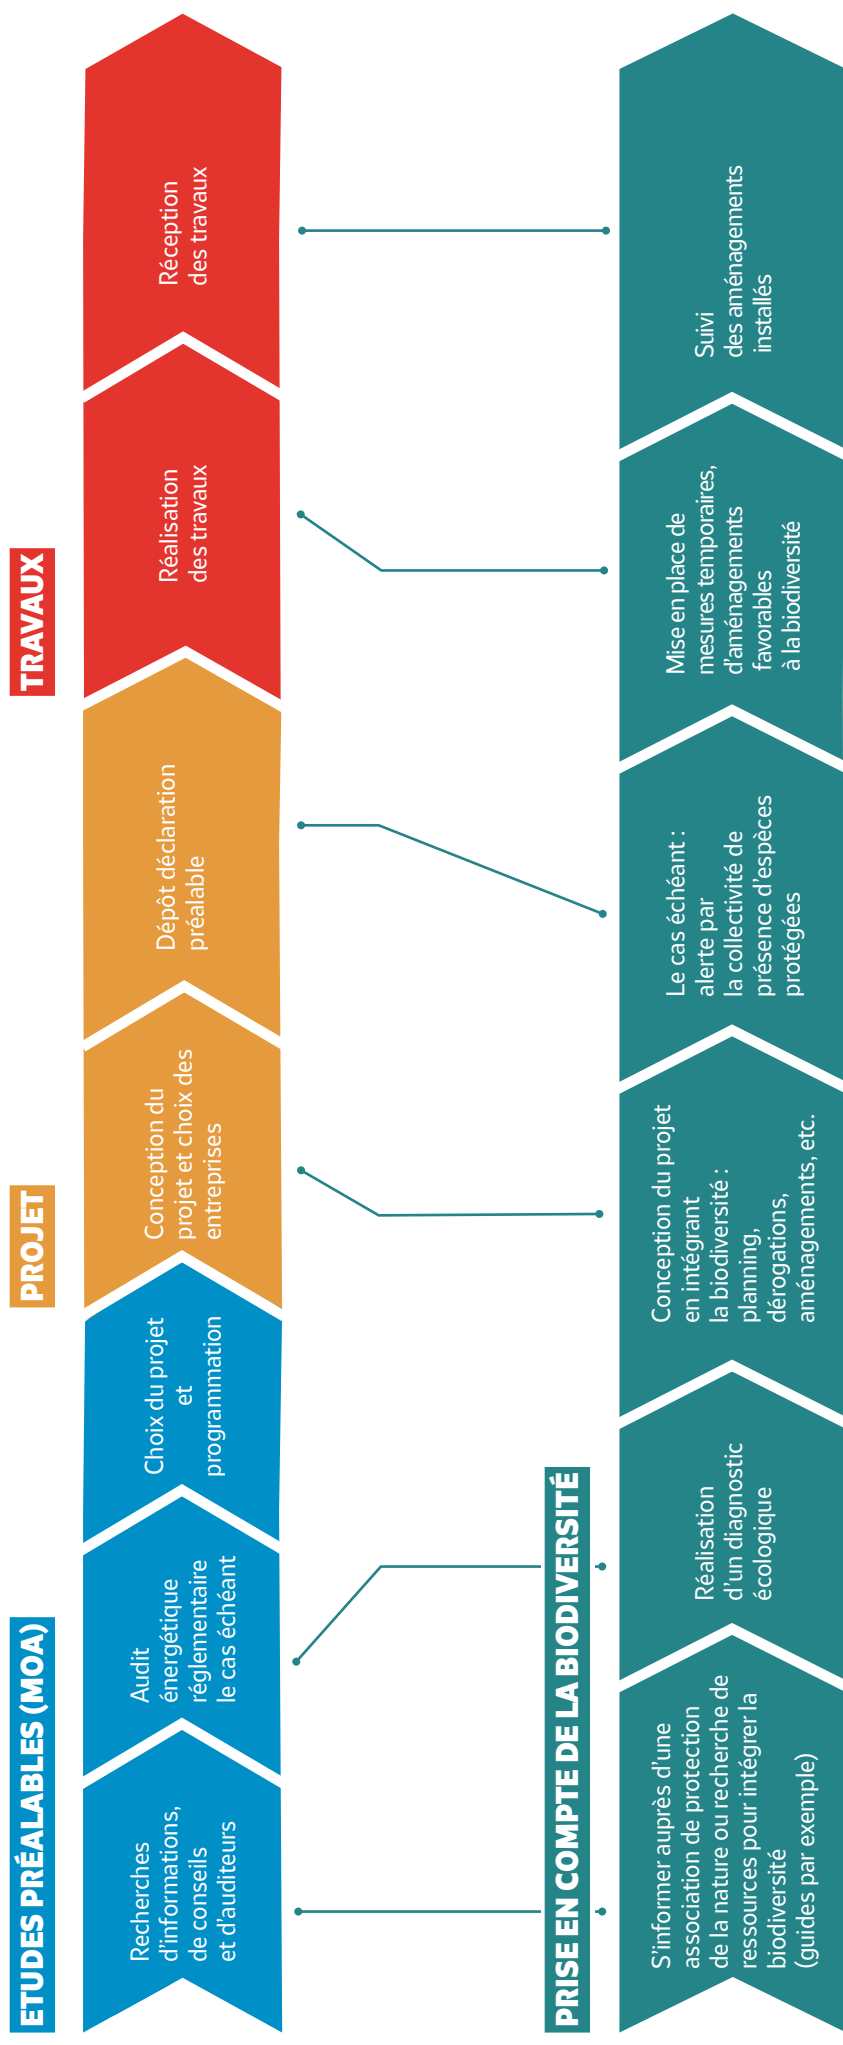 ETUDES PRÉALABLES (MOA)
PROJET
TRAVAUX
Recherches
d'informations,
de conseils
et d'auditeurs
Audit
énergétique
réglementaire
le cas échéant
Choix du projet
et
programmation
Conception du
projet et choix des
entreprises
Dépôt déclaration
préalable
Réalisation
des travaux
Réception
des travaux
PRISE EN COMPTE DE LA BIODIVERSITÉ
S'informer auprès d'une
association de protection
de la nature ou recherche de
ressources pour intégrer la
biodiversité
(guides par exemple)
Réalisation
d'un diagnostic
écologique
Conception du projet
en intégrant
la biodiversité :
planning,
dérogations,
aménagements, etc.
Le cas échéant :
alerte par
la collectivité de
présence d'espèces
protégées
Mise en place de
mesures temporaires,
d'aménagements
favorables
à la biodiversité
Suivi
des aménagements
installés